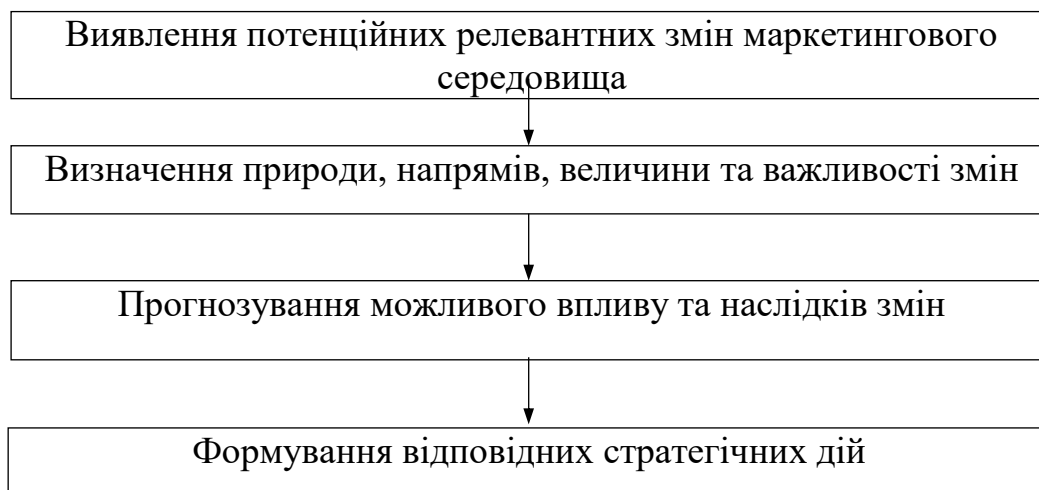 Виявлення потенційних релевантних змін маркетингового
середовища
Визначення природи, напрямів, величини та важливості змін
Прогнозування можливого впливу та наслідків змін
Формування відповідних стратегічних дій